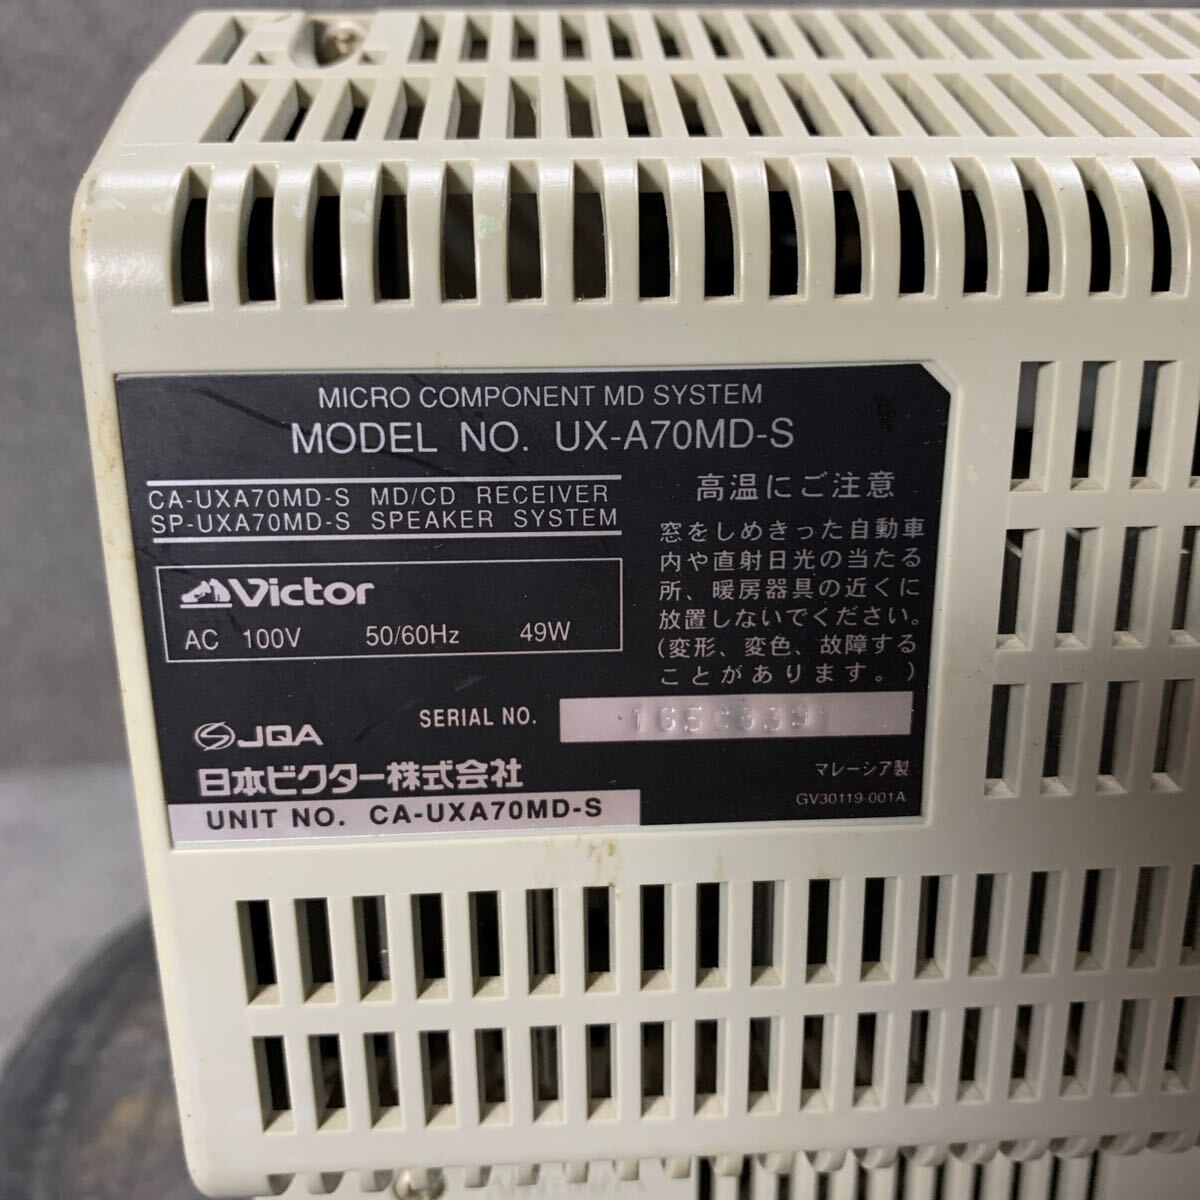 MICRO COMPONENT MD SYSTEM
MODEL NO. UX-A70MD-S
CA-UXA70MD-S MD/CD RECEIVER
SP-UXA70MD-S SPEAKER SYSTEM
Victor
AC 100V 50/60Hz 49W
高温にご注意
窓をしめきった自動車
内や直射日光の当たる
所、暖房器具の近くに
放置しないでください。
(変形、変色、故障する
ことがあります。)
SERIAL NO.
JQA
日本ビクター株式会社
マレーシア製
GV30119-001A
UNIT NO. CA-UXA70MD-S